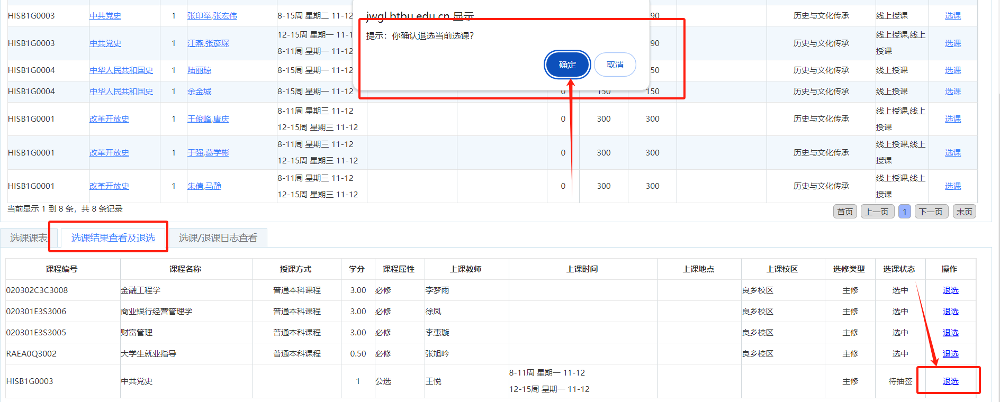 jwgl.btbu.edu.cn 显示
提示：你确认退选当前选课？
确定 取消
HISB1G0003 中共党史 1 张印举,张宏伟 8-15周 星期二 11-12 90 历史与文化传承 线上授课 选课
HISB1G0003 中共党史 1 江燕,张彦琛 12-15周 星期一 11-1
8-11周 星期一 11-12 90 历史与文化传承 线上授课,线上
授课 选课
HISB1G0004 中华人民共和国史 1 陆丽琼 8-15周 星期一 11-12 50 历史与文化传承 线上授课 选课
HISB1G0004 中华人民共和国史 1 余金城 8-15周 星期一 11-12 0 150 150 历史与文化传承 线上授课 选课
HISB1G0001 改革开放史 1 王俊峰,唐庆 8-11周 星期三 11-12
12-15周 星期三 11-12 0 300 300 历史与文化传承 线上授课,线上
授课 选课
HISB1G0001 改革开放史 1 于强,葛学彬 8-11周 星期三 11-12
12-15周 星期三 11-12 0 300 300 历史与文化传承 线上授课,线上
授课 选课
HISB1G0001 改革开放史 1 朱倩,马静 8-11周 星期三 11-12
12-15周 星期三 11-12 0 300 300 历史与文化传承 线上授课,线上
授课 选课
当前显示 1 到 8 条，共 8 条记录 首页 上一页 1 下一页 末页
选课课表 选课结果查看及退选 选课/退课日志查看
课程编号 课程名称 授课方式 学分 课程属性 上课教师 上课时间 上课地点 上课校区 选修类型 选课状态 操作
020302C3C3008 金融工程学 普通本科课程 3.00 必修 李梦雨 良乡校区 主修 选中 退选
020301E3S3006 商业银行经营管理学 普通本科课程 3.00 必修 徐凤 良乡校区 主修 选中 退选
020301E3S3005 财富管理 普通本科课程 3.00 必修 李惠璇 良乡校区 主修 选中 退选
RAEA0Q3002 大学生就业指导 普通本科课程 0.50 必修 张旭吟 良乡校区 主修 选中 退选
HISB1G0003 中共党史 1 公选 王悦 8-11周 星期一 11-12
12-15周 星期一 11-12 主修 待抽签 退选